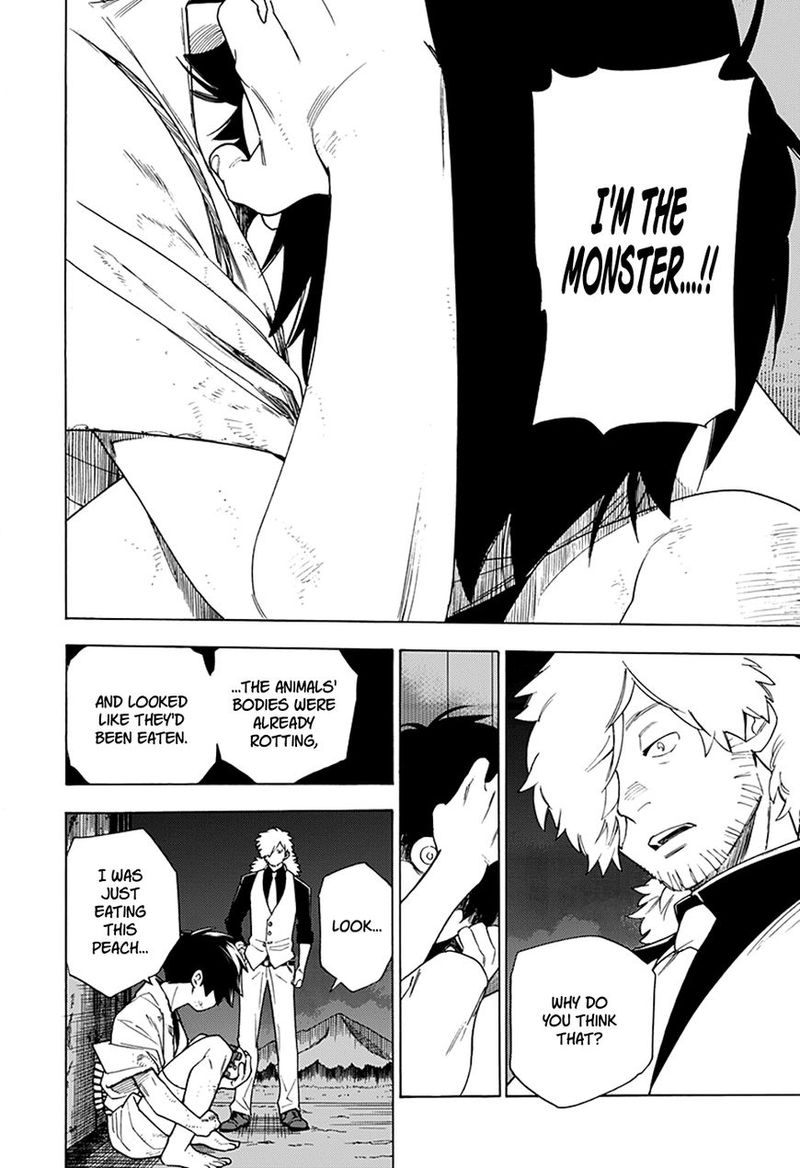 I'M THE
MONSTER...!!
WHY DO
YOU THINK
THAT?
...THE ANIMALS'
BODIES WERE
ALREADY
ROTTING,
AND LOOKED
LIKE THEY'D
BEEN EATEN.
LOOK...
I WAS
JUST
EATING
THIS
PEACH...